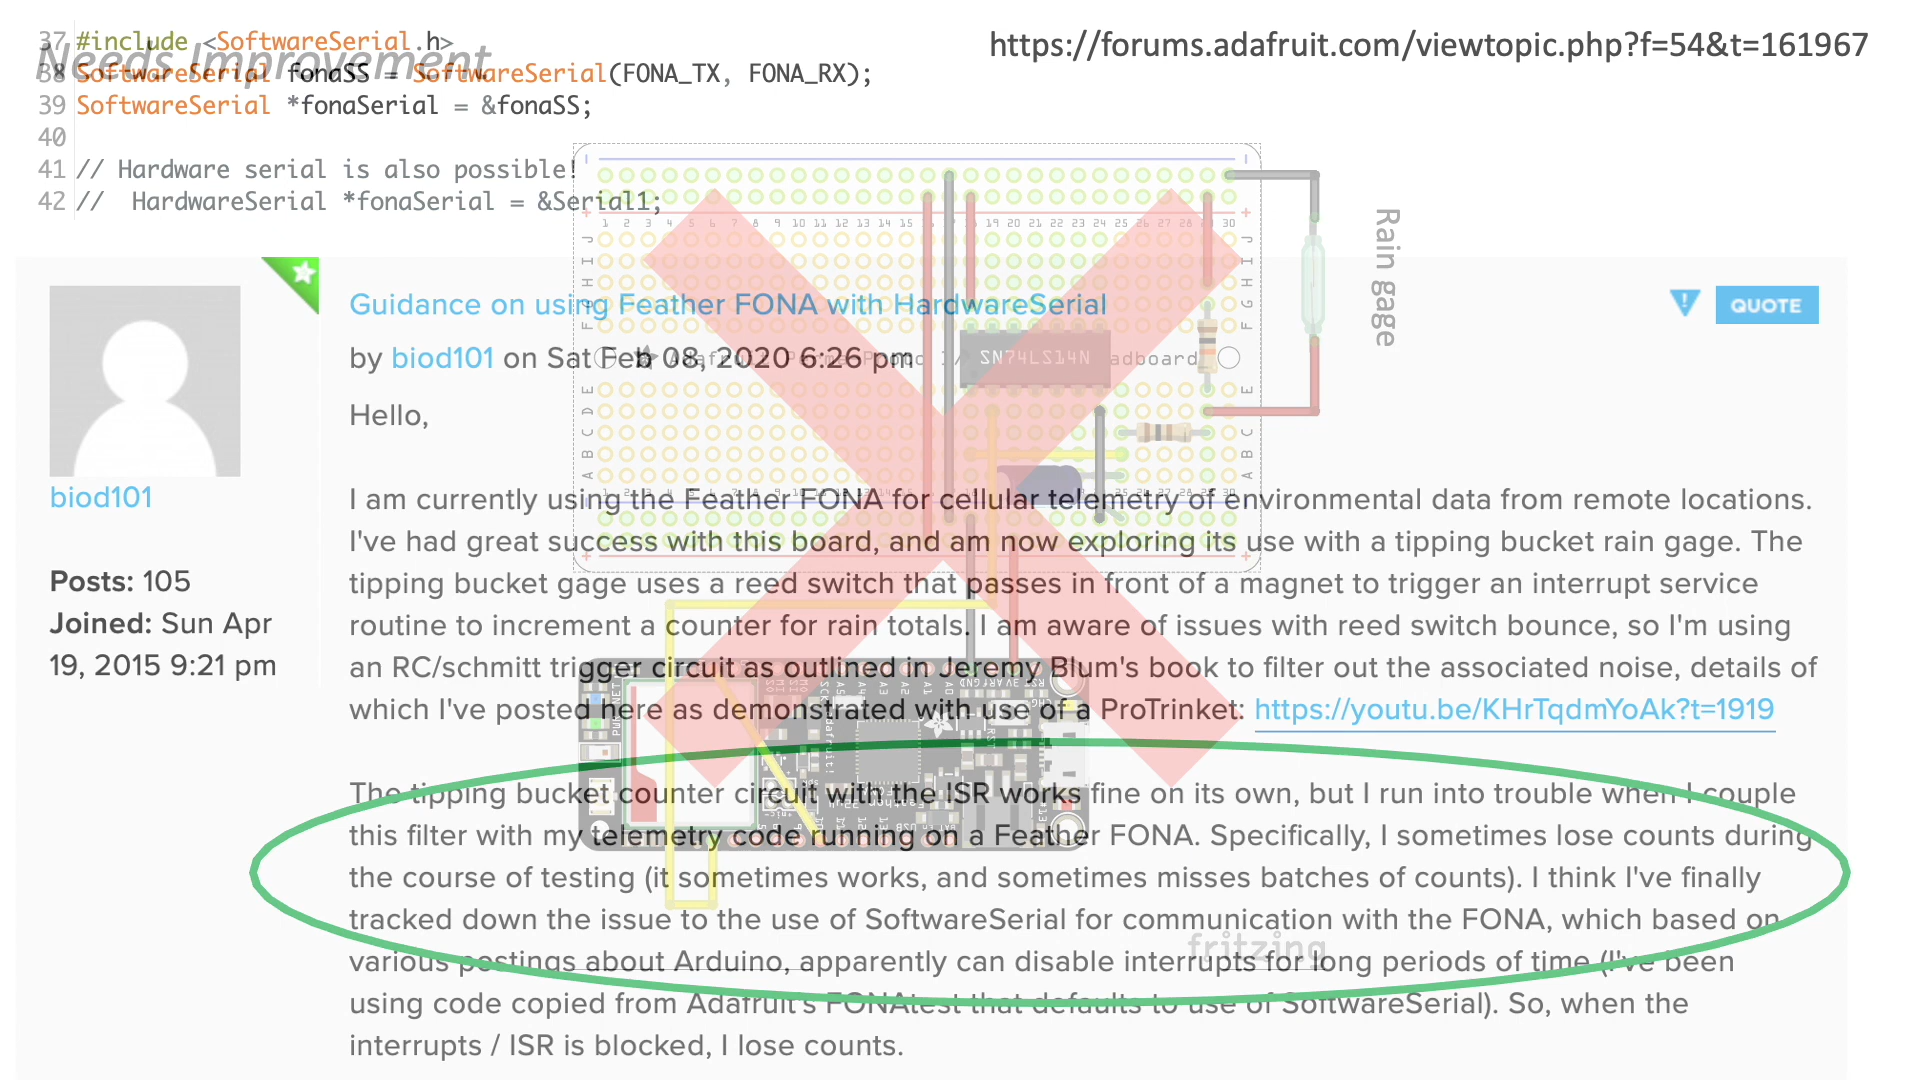 Needs Improvement
37 #include <SoftwareSerial.h>
38 SoftwareSerial fonaSS = SoftwareSerial(FONA_TX, FONA_RX);
39 SoftwareSerial *fonaSerial = &fonaSS;
40
41 // Hardware serial is also possible!
42 //  HardwareSerial *fonaSerial = &Serial1;
https://forums.adafruit.com/viewtopic.php?f=54&t=161967
Rain gage
SN74LS14N
biod101
Posts: 105
Joined: Sun Apr
19, 2015 9:21 pm
Guidance on using Feather FONA with HardwareSerial
QUOTE
by biod101 on Sat Feb 08, 2020 6:26 pm
Hello,
I am currently using the Feather FONA for cellular telemetry of environmental data from remote locations.
I've had great success with this board, and am now exploring its use with a tipping bucket rain gage. The
tipping bucket gage uses a reed switch that passes in front of a magnet to trigger an interrupt service
routine to increment a counter for rain totals. I am aware of issues with reed switch bounce, so I'm using
an RC/schmitt trigger circuit as outlined in Jeremy Blum's book to filter out the associated noise, details of
which I've posted here as demonstrated with use of a ProTrinket: https://youtu.be/KHrTqdmYoAk?t=1919
The tipping bucket counter circuit with the ISR works fine on its own, but I run into trouble when I couple
this filter with my telemetry code running on a Feather FONA. Specifically, I sometimes lose counts during
the course of testing (it sometimes works, and sometimes misses batches of counts). I think I've finally
tracked down the issue to the use of SoftwareSerial for communication with the FONA, which based on
various postings about Arduino, apparently can disable interrupts for long periods of time (I've been
using code copied from Adafruit's FONAtest that defaults to use of SoftwareSerial). So, when the
interrupts / ISR is blocked, I lose counts.
fritzing